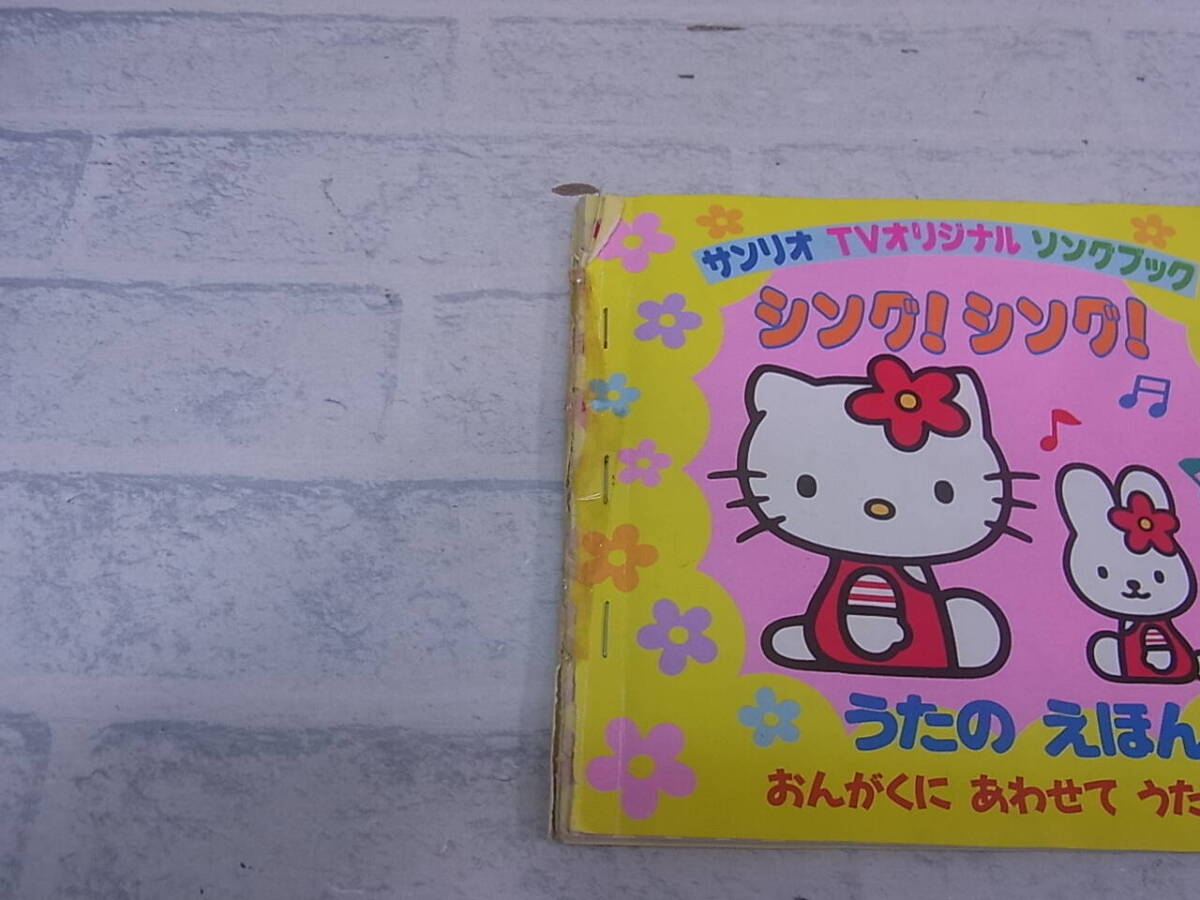 サンリオ TVオリジナル ソングブック
シング!シング!
うたの えほん
おんがくに あわせて うた